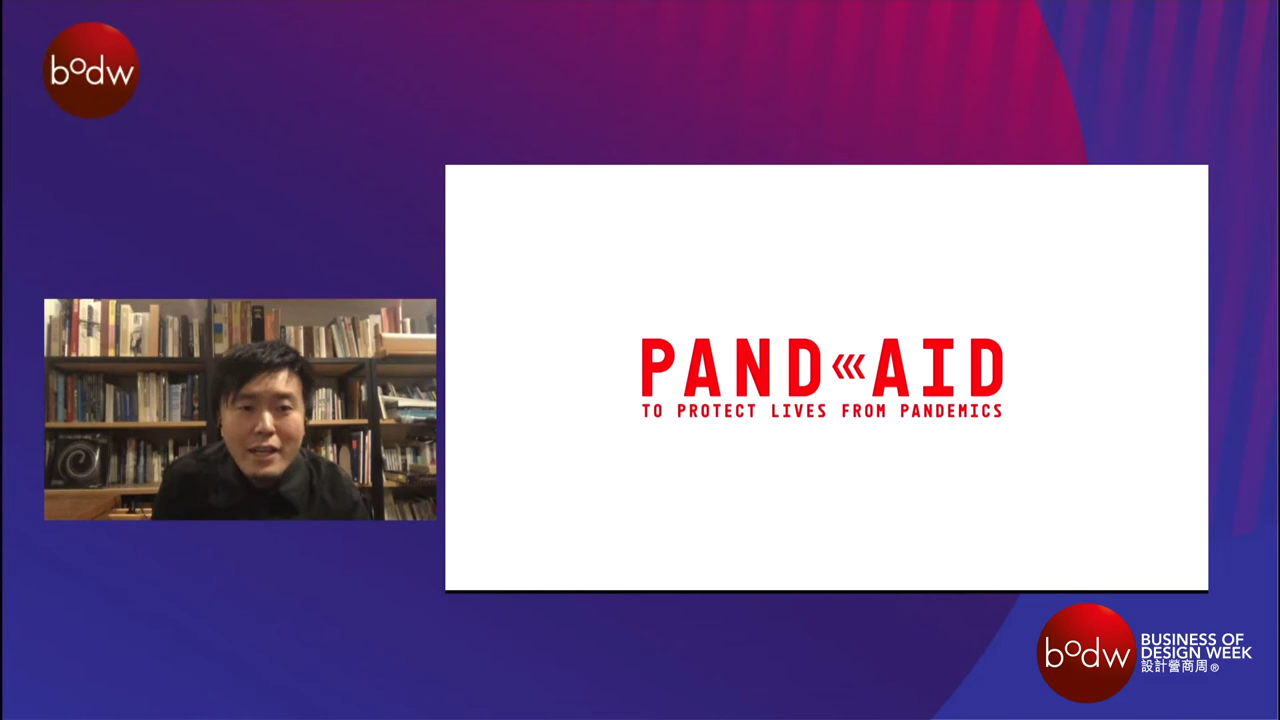 bodw
PAND<<<AID
TO PROTECT LIVES FROM PANDEMICS
bodw
BUSINESS OF
DESIGN WEEK
設計營商周®